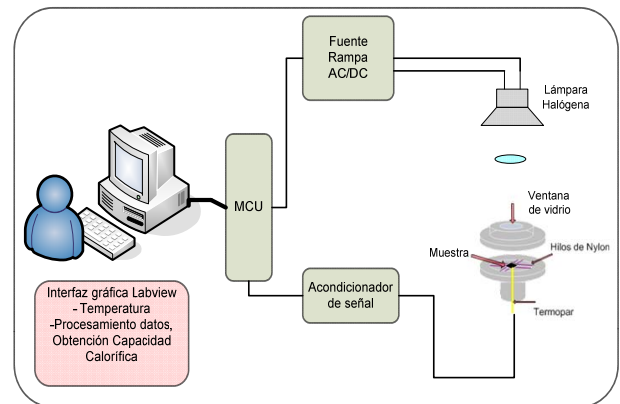 Fuente
Rampa
AC/DC
Lámpara
Halógena
MCU
Ventana
de vidrio
Muestra
Hilos de Nylon
Termopar
Acondicionador
de señal
Interfaz gráfica Labview
- Temperatura
-Procesamiento datos,
Obtención Capacidad
Calorífica